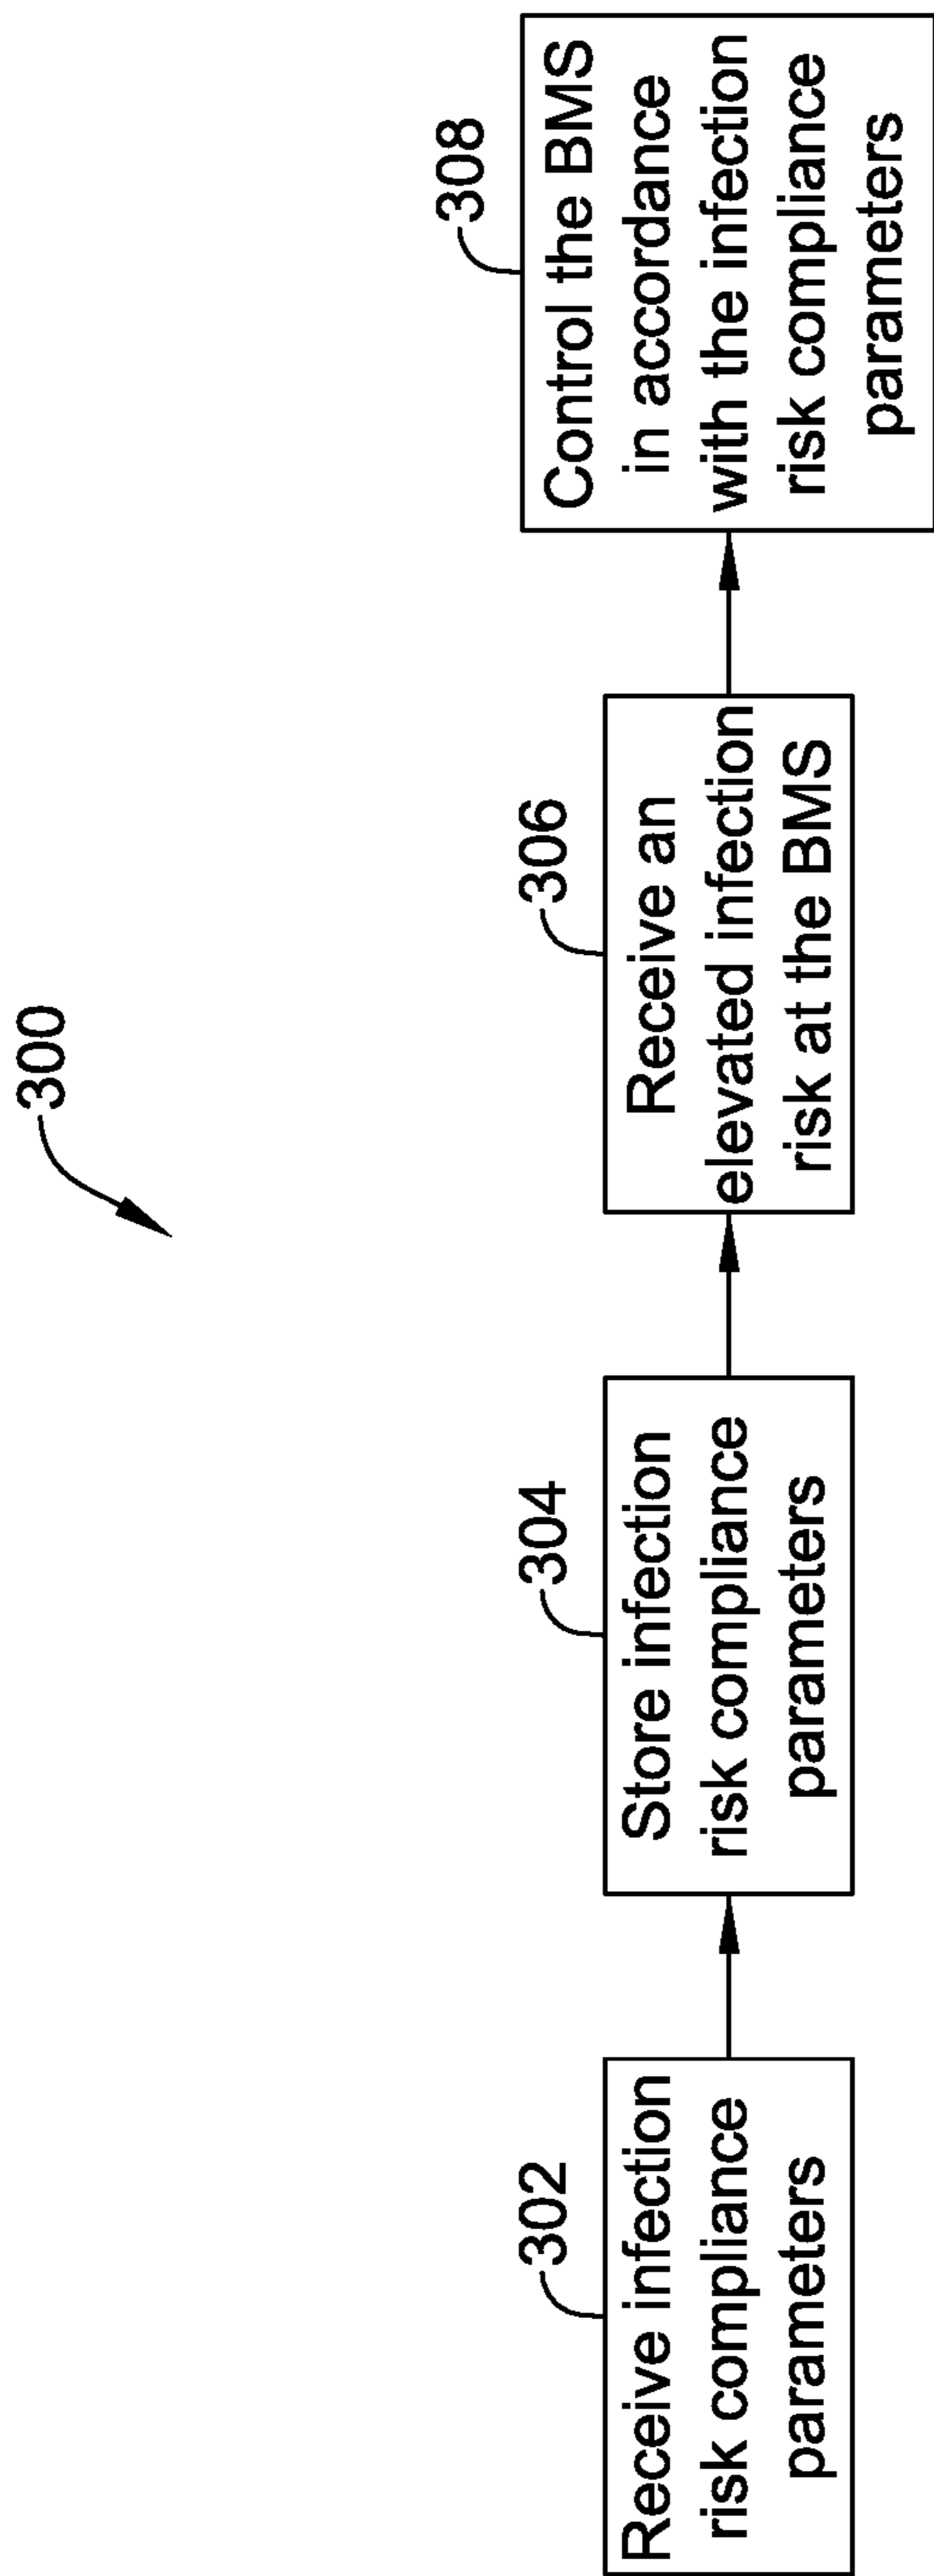 300
302
Receive infection
risk compliance
parameters
304
Store infection
risk compliance
parameters
306
Receive an
elevated infection
risk at the BMS
308
Control the BMS
in accordance
with the infection
risk compliance
parameters